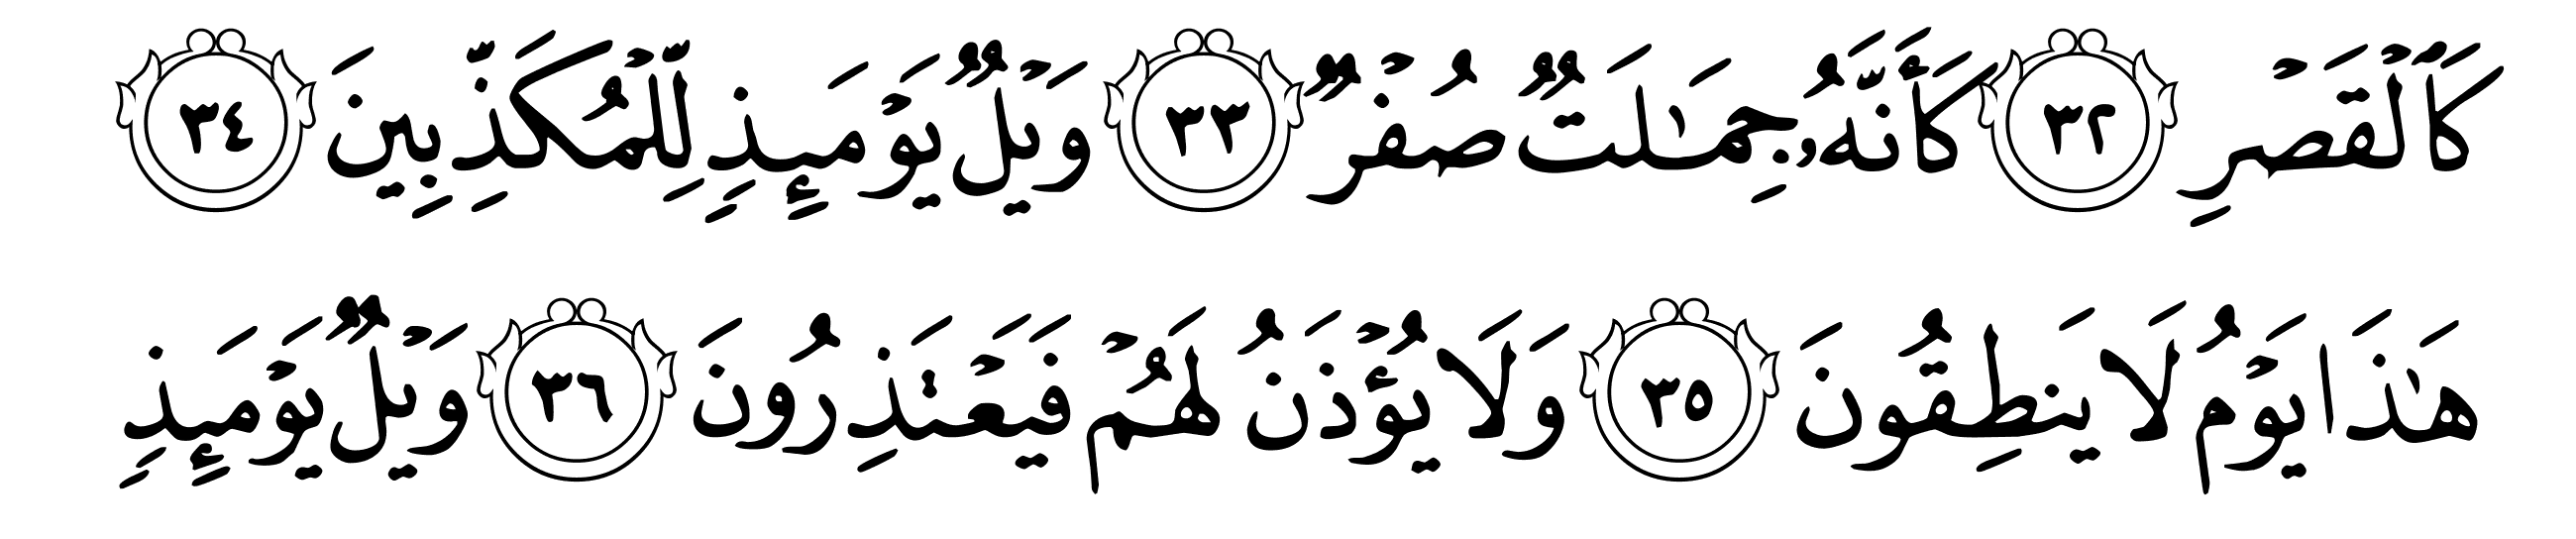 كَٱلْقَصْرِ ٣٢ كَأَنَّهُۥ جِمَـٰلَتٌ صُفْرٌ ٣٣ وَيْلٌ يَوْمَئِذٍ لِّلْمُكَذِّبِينَ ٣٤
هَـٰذَا يَوْمُ لَا يَنطِقُونَ ٣٥ وَلَا يُؤْذَنُ لَهُمْ فَيَعْتَذِرُونَ ٣٦ وَيْلٌ يَوْمَئِذٍ